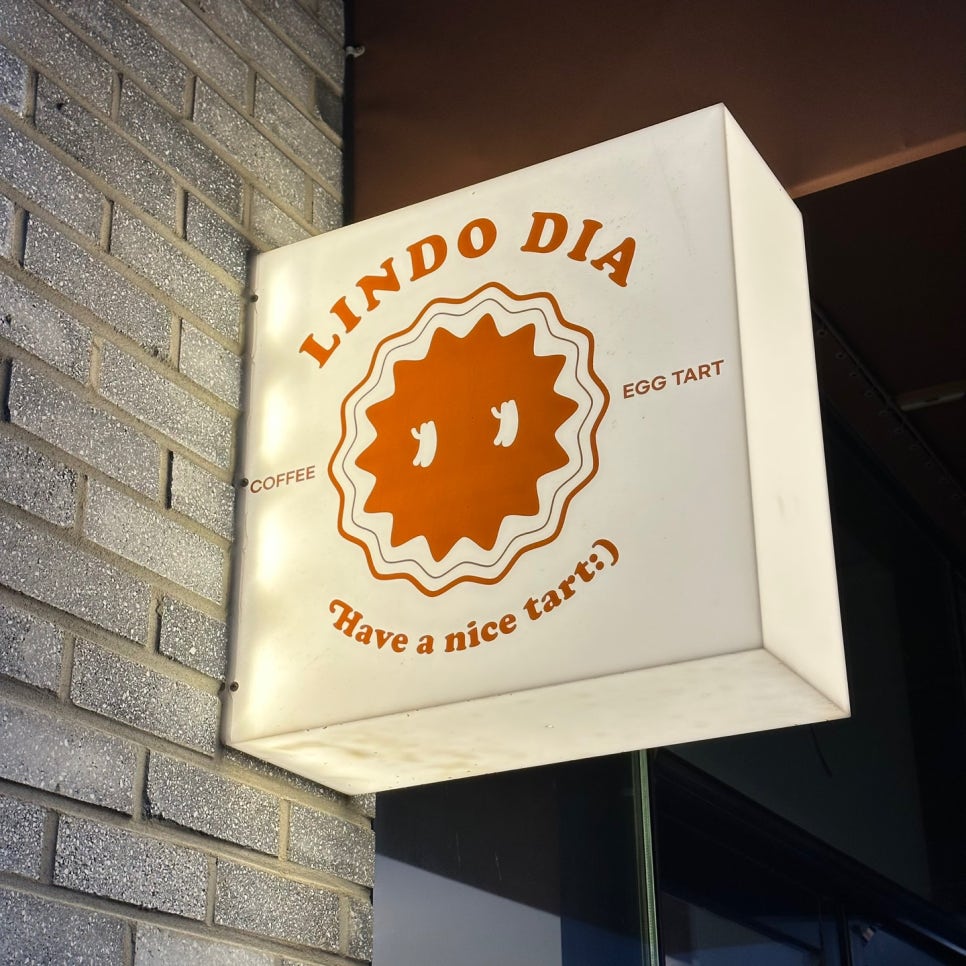 LINDO DIA
COFFEE
EGG TART
Have a nice tart:)